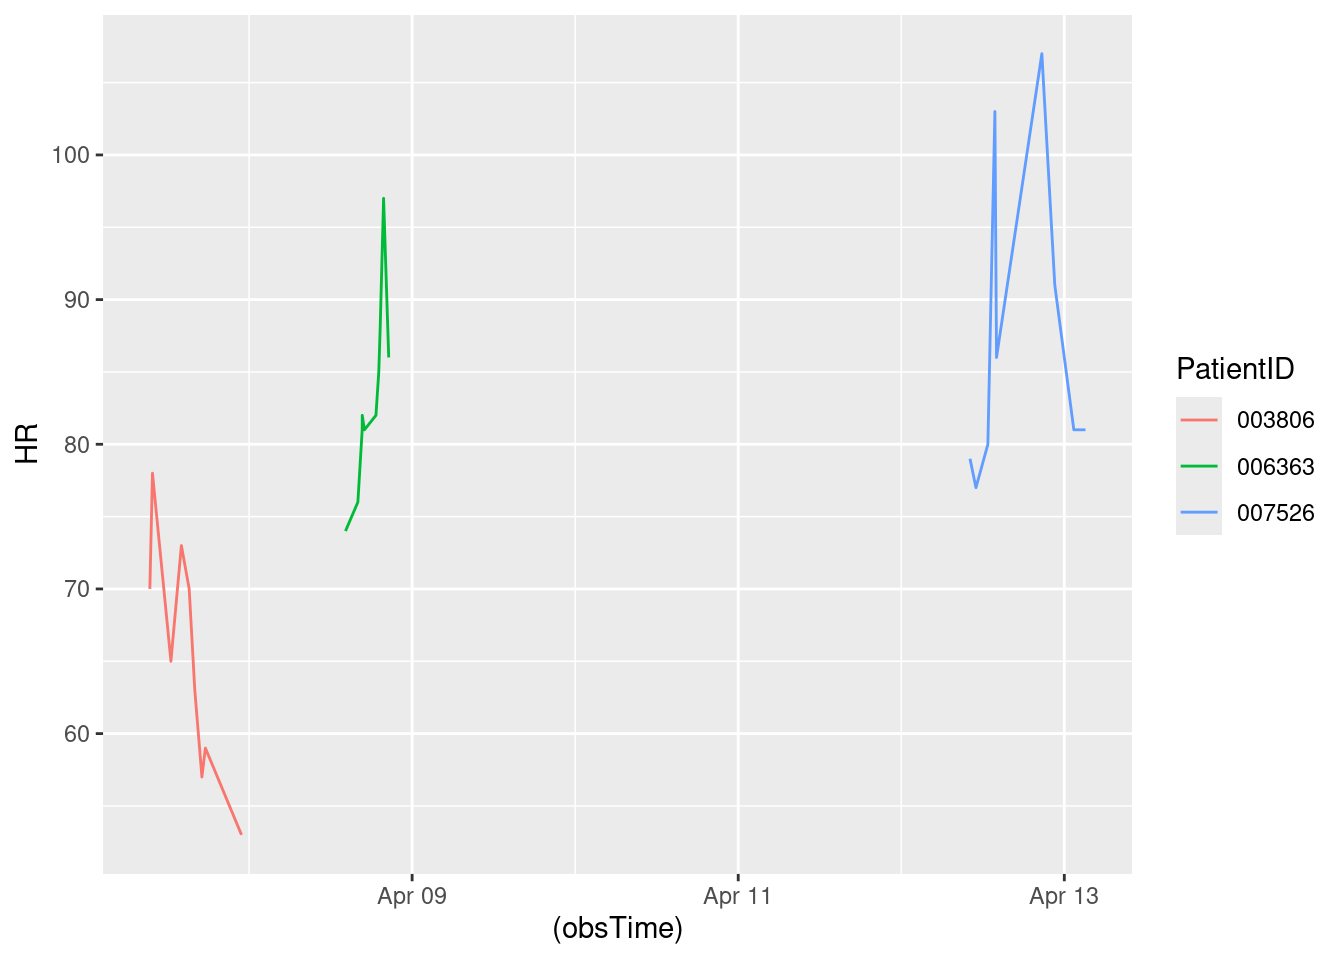 HR
100
90
80
70
60
Apr 09
Apr 11
Apr 13
(obsTime)
PatientID
003806
006363
007526